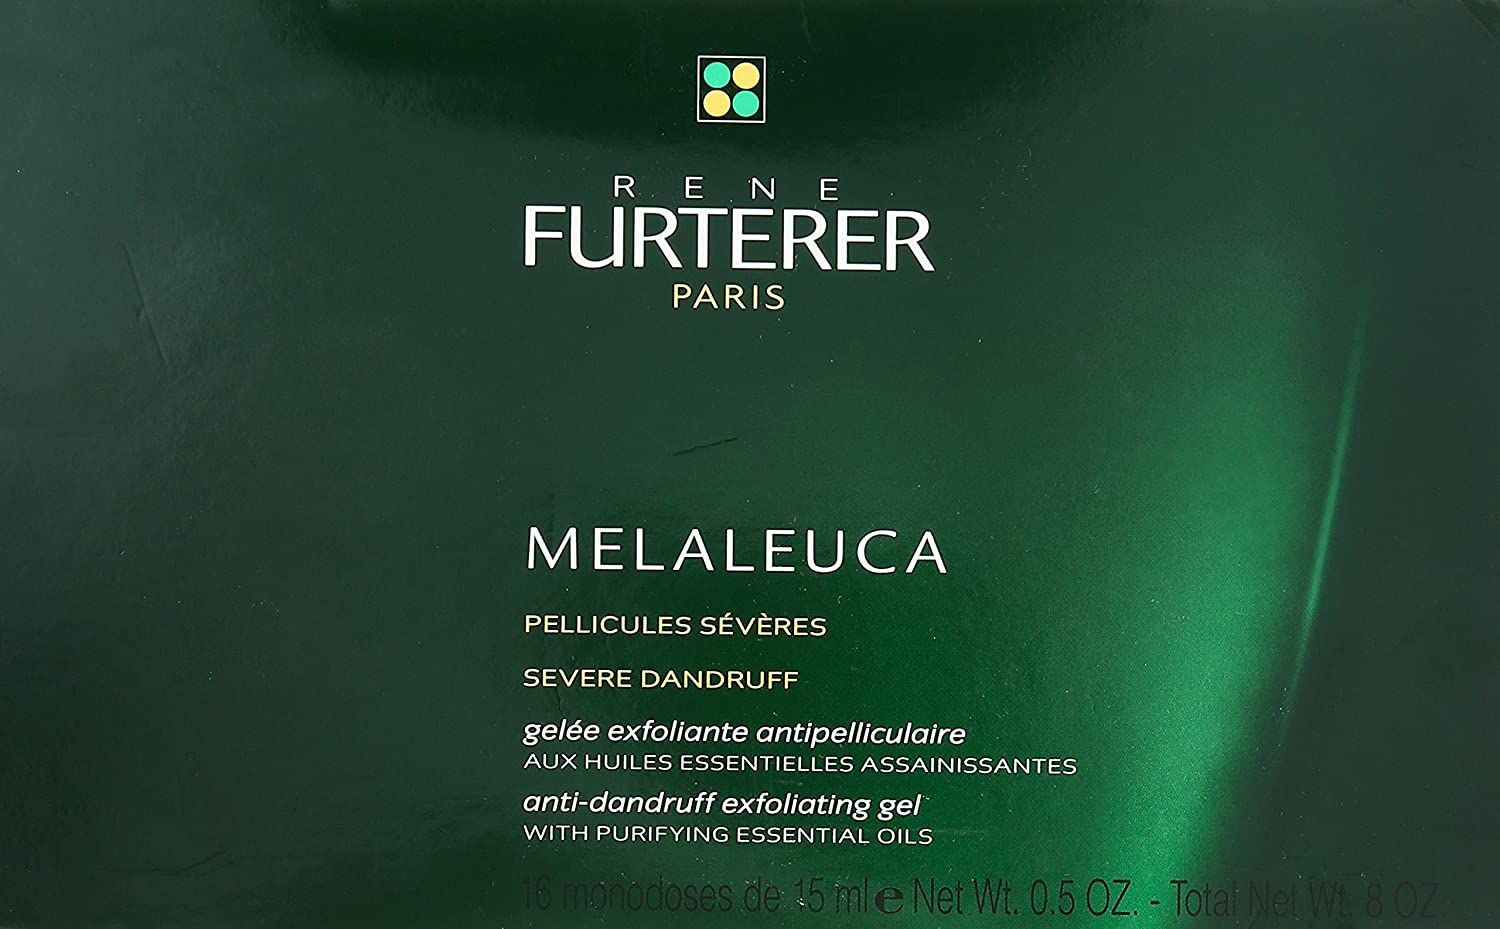 RENE
FURTERER
PARIS
MELALEUCA
PELLICULES SÉVÈRES
SEVERE DANDRUFF
gelée exfoliante antipelliculaire
AUX HUILES ESSENTIELLES ASSAINISSANTES
anti-dandruff exfoliating gel
WITH PURIFYING ESSENTIAL OILS
16 monodoses de 15 ml e Net Wt. 0.5 OZ. - Total Net Wt. 8 OZ.